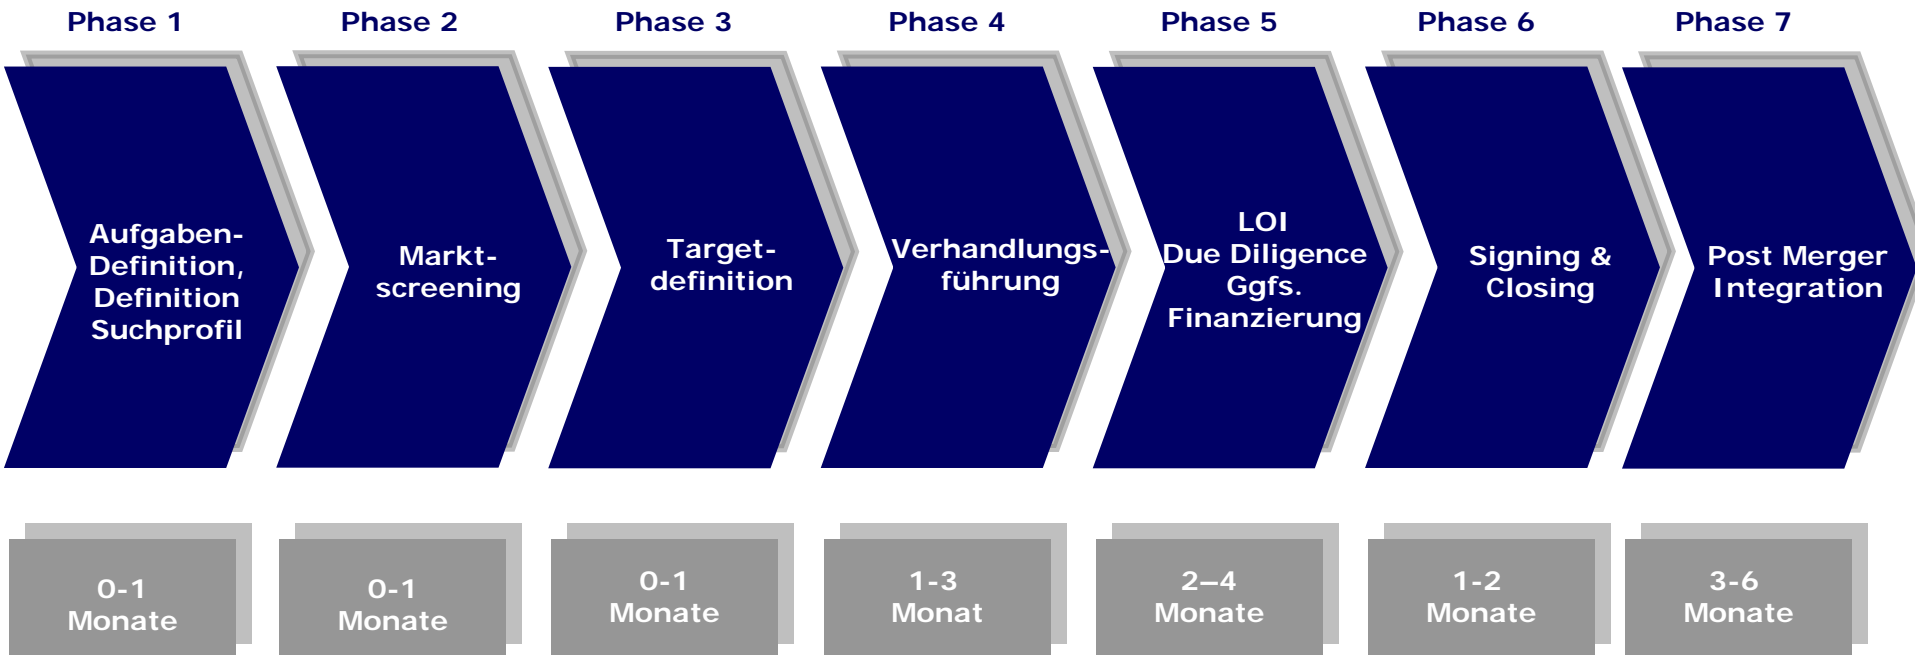 Phase 1
Phase 2
Phase 3
Phase 4
Phase 5
Phase 6
Phase 7
Aufgaben-
Definition,
Definition
Suchprofil
Markt-
screening
Target-
definition
Verhandlungs-
führung
LOI
Due Diligence
Ggfs.
Finanzierung
Signing &
Closing
Post Merger
Integration
0-1
Monate
0-1
Monate
0-1
Monate
1-3
Monat
2–4
Monate
1-2
Monate
3-6
Monate